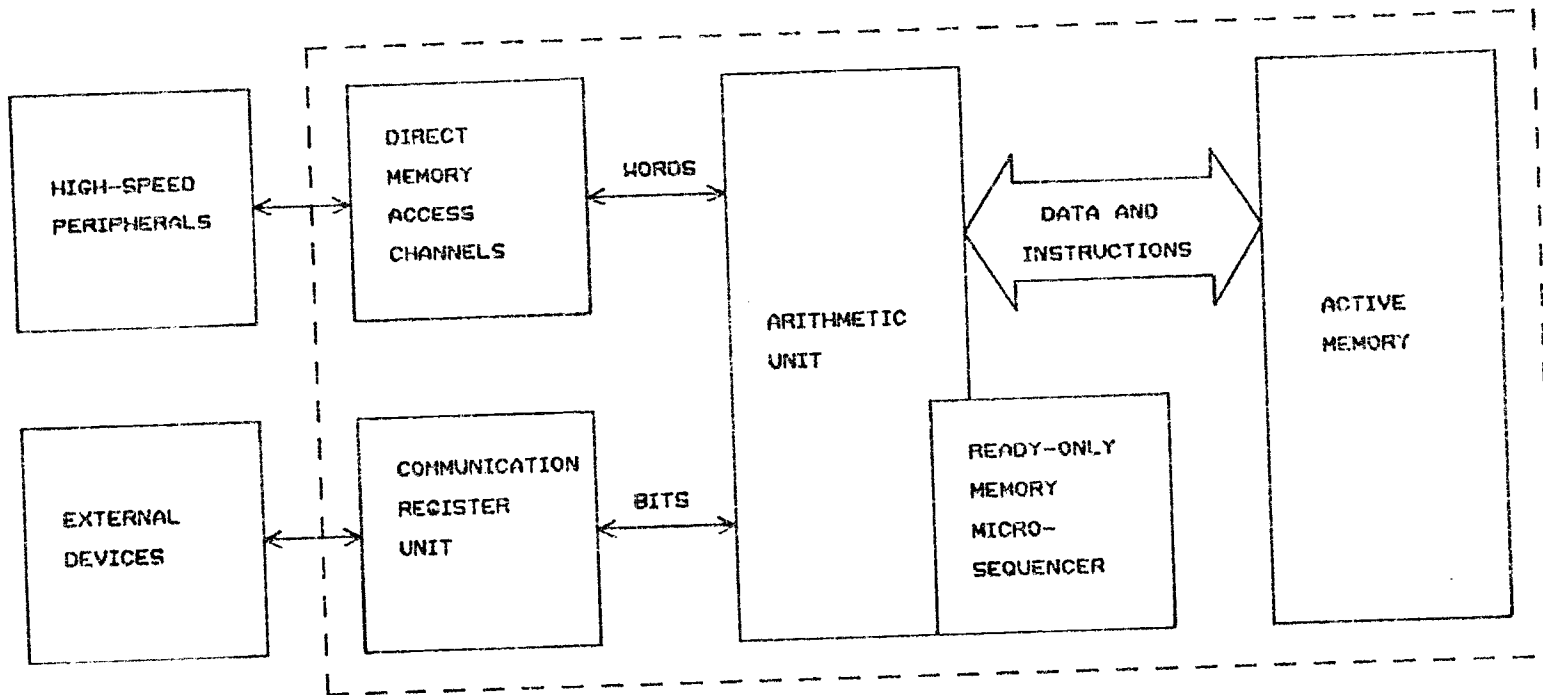 HIGH-SPEED
PERIPHERALS
DIRECT
MEMORY
ACCESS
CHANNELS
WORDS
ARITHMETIC
UNIT
DATA AND
INSTRUCTIONS
ACTIVE
MEMORY
EXTERNAL
DEVICES
COMMUNICATION
REGISTER
UNIT
BITS
READY-ONLY
MEMORY
MICRO-
SEQUENCER